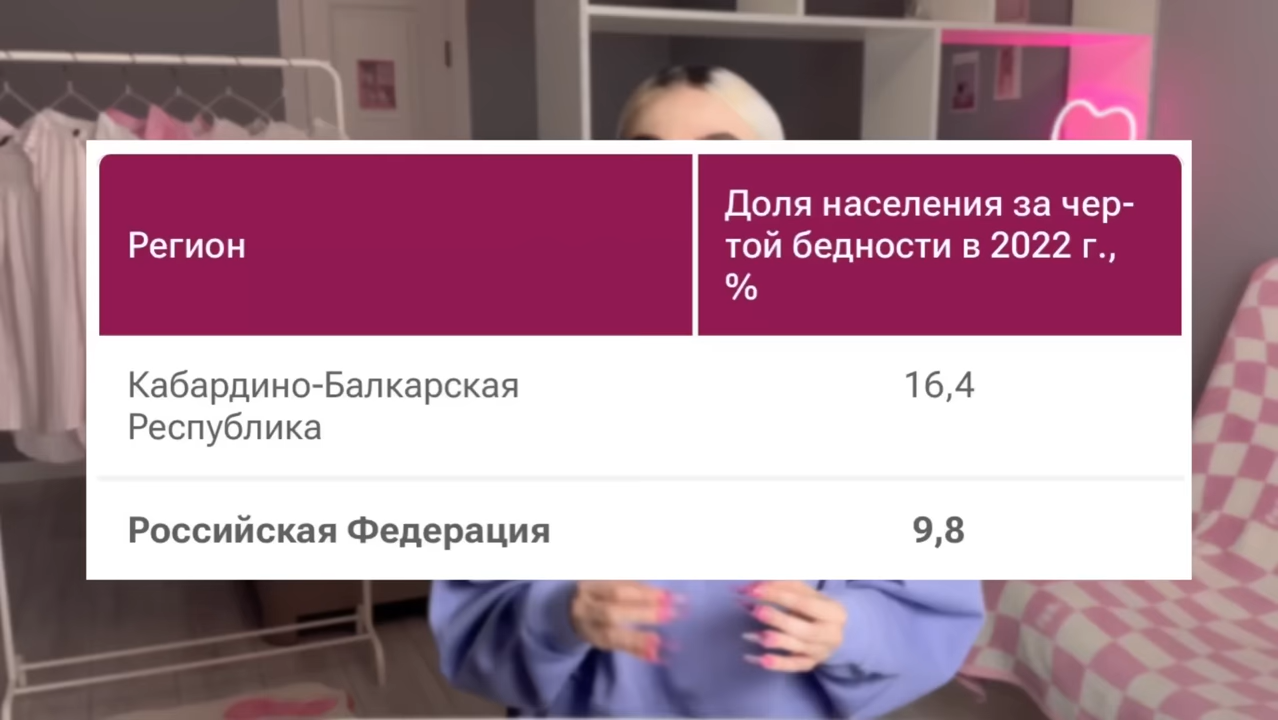 Регион
Доля населения за чер-
той бедности в 2022 г.,
%
Кабардино-Балкарская
Республика
16,4
Российская Федерация
9,8